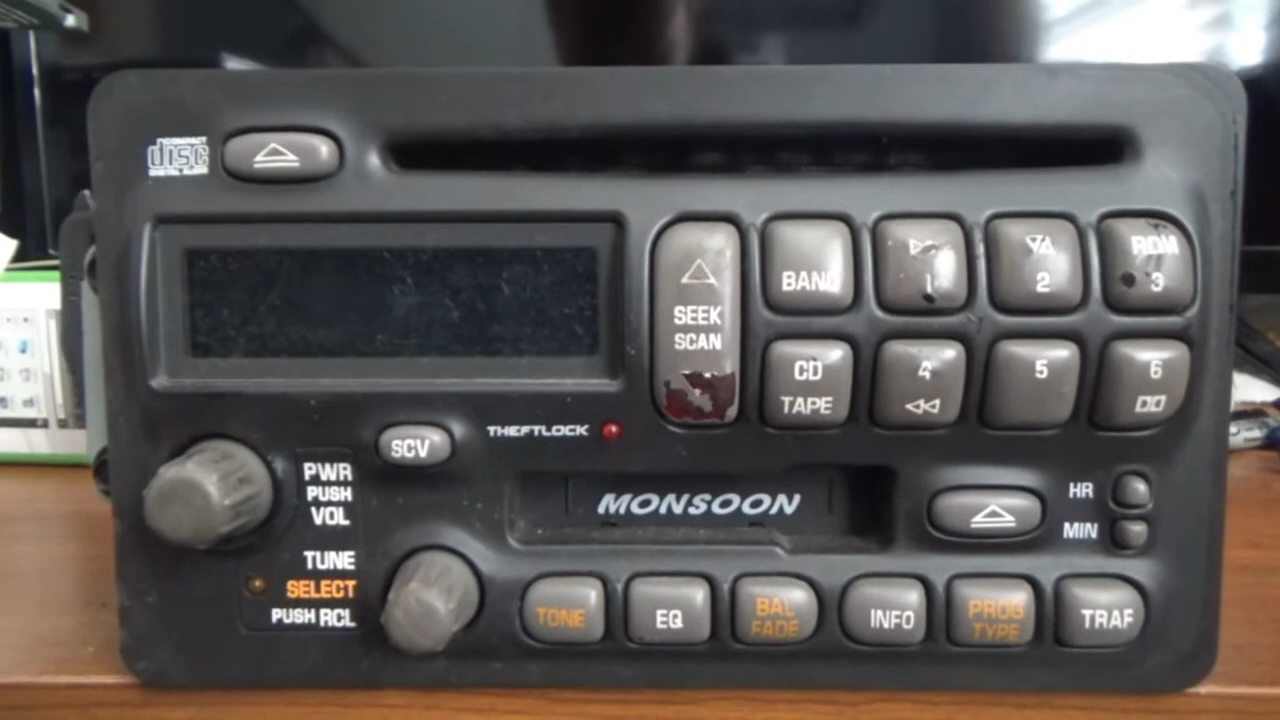 COMPACT
disc
DIGITAL AUDIO
BAND
1
2
RDM
3
SEEK
SCAN
CD
TAPE
4
5
6
SCV
THEFTLOCK
PWR
PUSH
VOL
MONSOON
HR
MIN
TUNE
SELECT
PUSH RCL
TONE
EQ
BAL
FADE
INFO
PROG
TYPE
TRAF